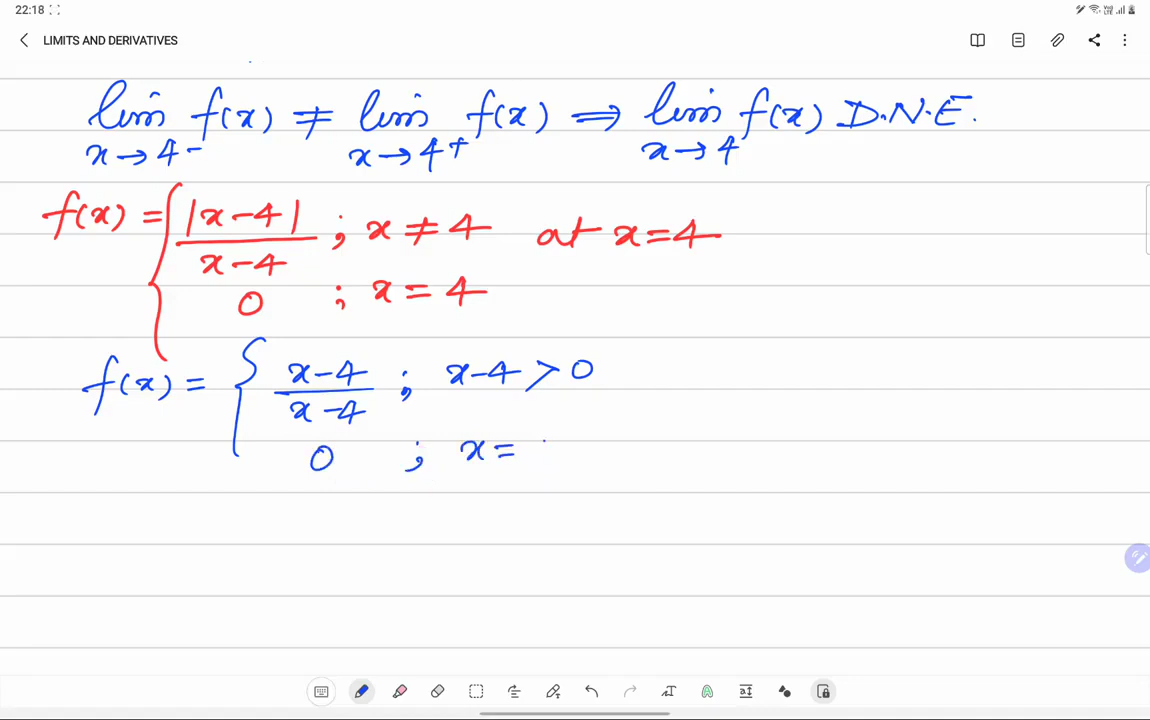 22:18
LIMITS AND DERIVATIVES
lim f(x) ≠ lim f(x) ⟹ lim f(x) D.N.E.
x→4- x→4+ x→4
f(x) = { |x-4| / x-4 ; x ≠ 4 at x=4
0 ; x = 4
f(x) = { x-4 / x-4 ; x-4 > 0
0 ; x =